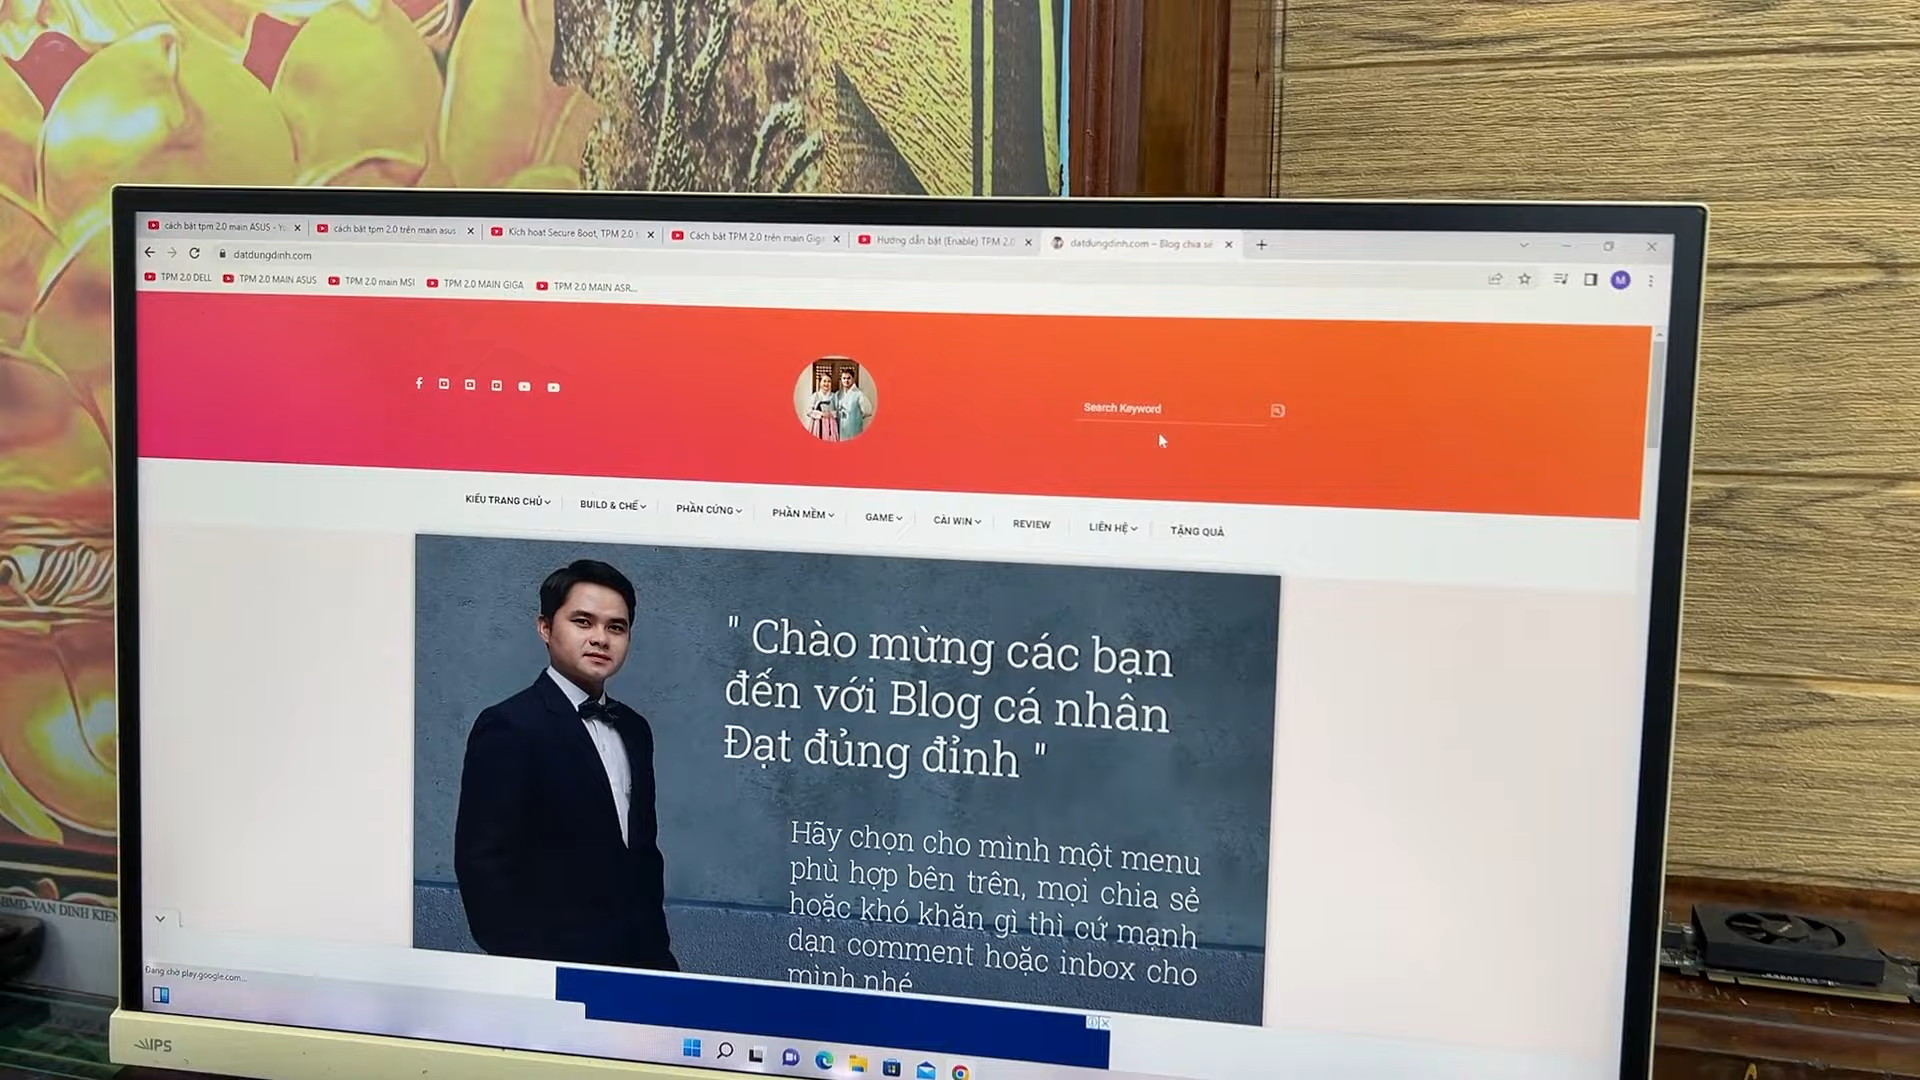 cách bật tpm 2.0 main ASUS - Yo
cách bật tpm 2.0 trên main asus
Kích hoạt Secure Boot, TPM 2.0
Cách bật TPM 2.0 trên main Giga
Hướng dẫn bật (Enable) TPM 2.0
datdungdinh.com – Blog chia sẻ
datdungdinh.com
TPM 2.0 DELL
TPM 2.0 MAIN ASUS
TPM 2.0 main MSI
TPM 2.0 MAIN GIGA
TPM 2.0 MAIN ASR...
M
Search Keyword
KIỂU TRANG CHỦ
BUILD & CHẾ
PHẦN CỨNG
PHẦN MỀM
GAME
CÀI WIN
REVIEW
LIÊN HỆ
TẶNG QUÀ
" Chào mừng các bạn
đến với Blog cá nhân
Đạt đủng đỉnh "
Hãy chọn cho mình một menu
phù hợp bên trên, mọi chia sẻ
hoặc khó khăn gì thì cứ mạnh
dạn comment hoặc inbox cho
mình nhé
BMD-VAN DINH KIEN
Đang chờ play.google.com...
IPS